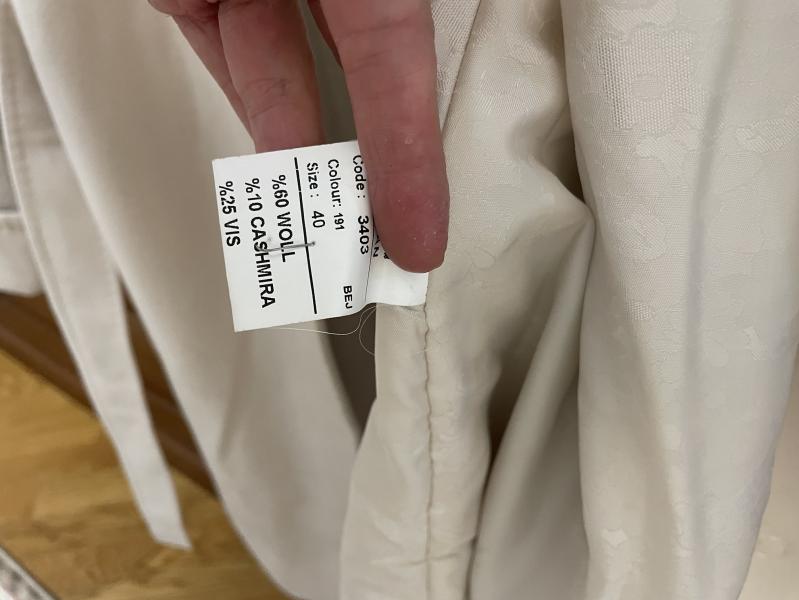 Code : 3403
Colour: 191 BEJ
Size : 40
%60 WOLL
%10 CASHMIRA
%25 VIS